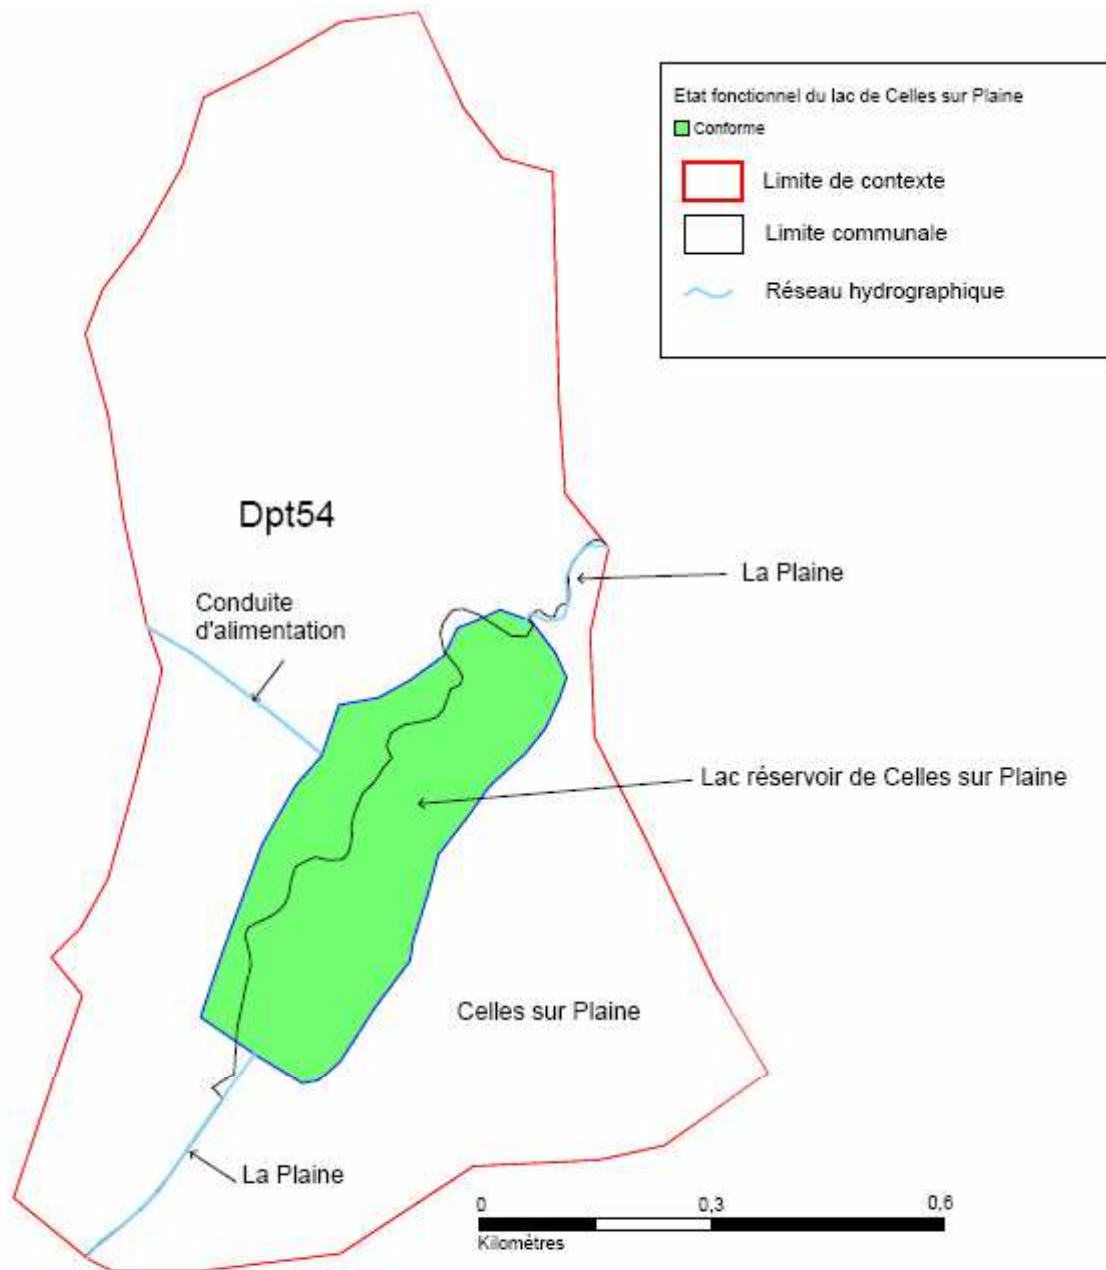 Etat fonctionnel du lac de Celles sur Plaine
Conforme
Limite de contexte
Limite communale
Réseau hydrographique
Dpt54
La Plaine
Conduite
d'alimentation
Lac réservoir de Celles sur Plaine
Celles sur Plaine
La Plaine
0 0,3 0,6
Kilomètres